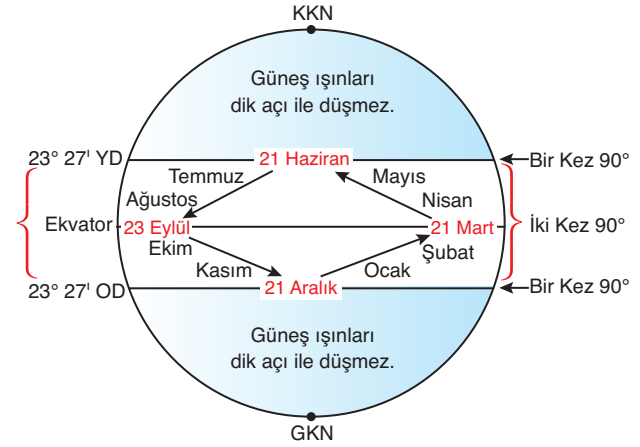 KKN
Güneş ışınları
dik açı ile düşmez.
23° 27ᴵ YD
21 Haziran
Bir Kez 90°
Temmuz
Mayıs
Ağustos
Nisan
Ekvator
23 Eylül
21 Mart
İki Kez 90°
Ekim
Şubat
Kasım
Ocak
23° 27ᴵ OD
21 Aralık
Bir Kez 90°
Güneş ışınları
dik açı ile düşmez.
GKN